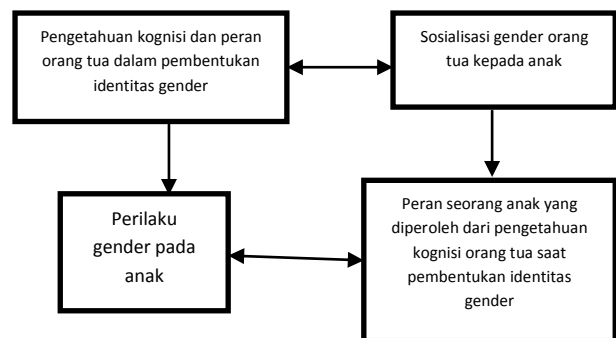 Pengetahuan kognisi dan peran
orang tua dalam pembentukan
identitas gender
Sosialisasi gender orang
tua kepada anak
Perilaku
gender pada
anak
Peran seorang anak yang
diperoleh dari pengetahuan
kognisi orang tua saat
pembentukan identitas
gender